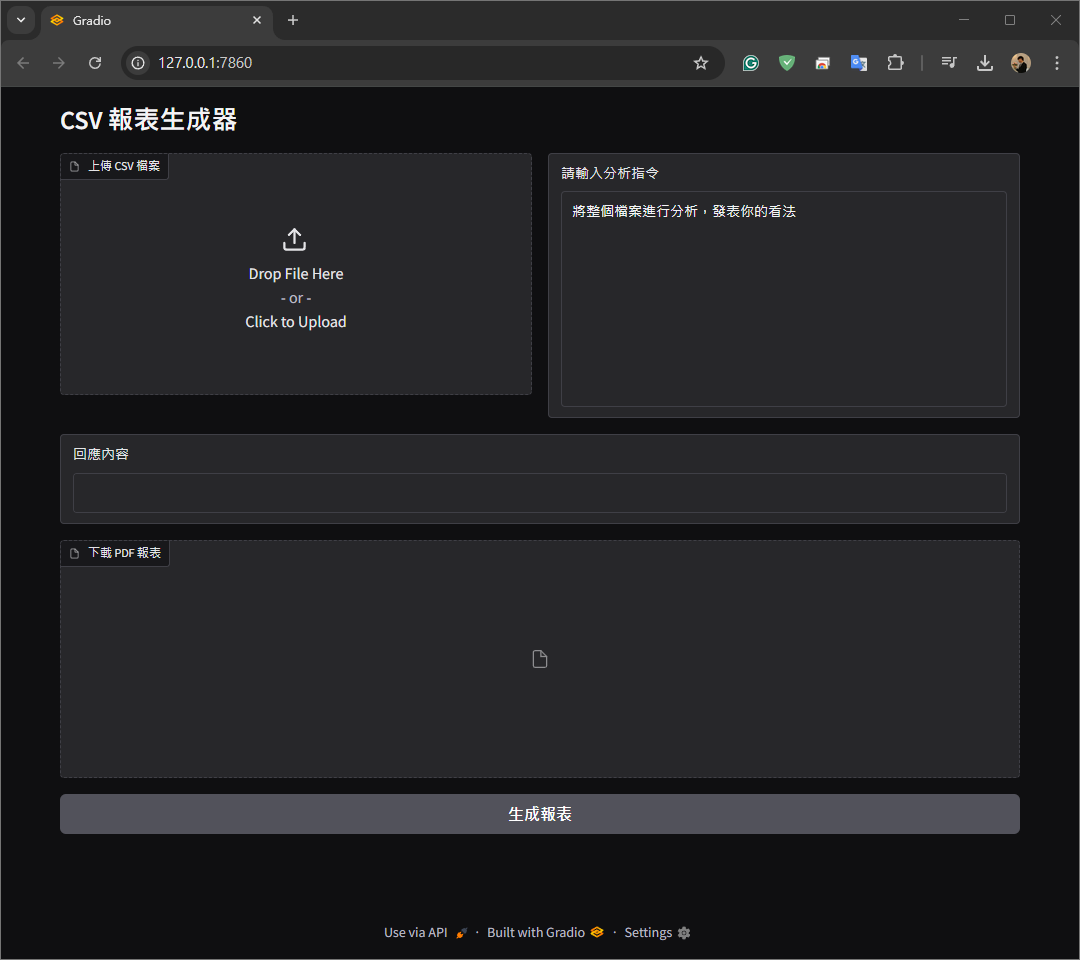 Gradio
127.0.0.1:7860
CSV 報表生成器
上傳 CSV 檔案
Drop File Here
- or -
Click to Upload
請輸入分析指令
將整個檔案進行分析，發表你的看法
回應內容
下載 PDF 報表
生成報表
Use via API · Built with Gradio · Settings